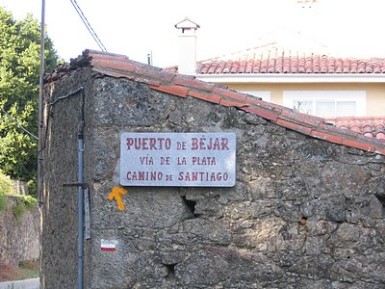 PUERTO DE BÉJAR
VÍA DE LA PLATA
CAMINO DE SANTIAGO